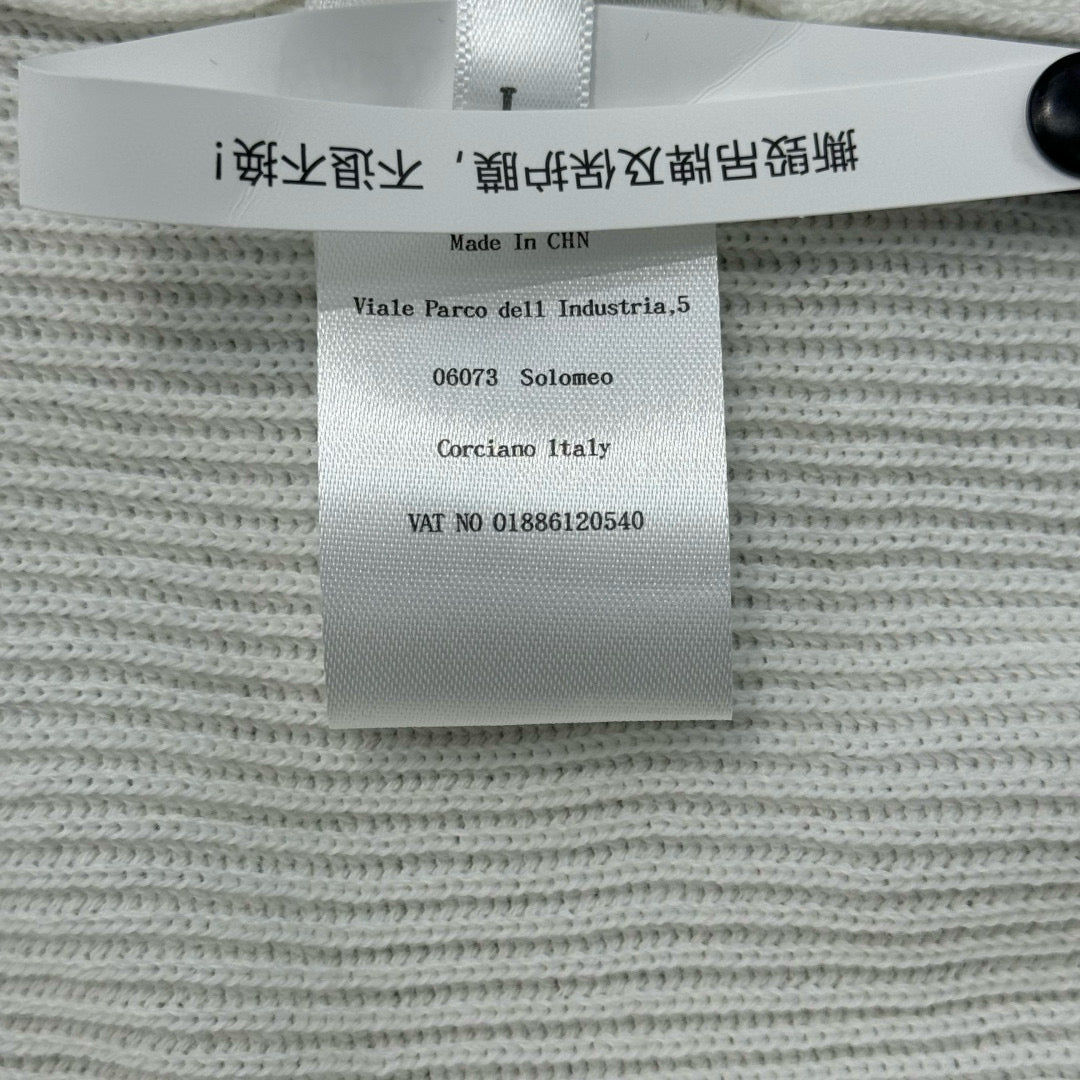 L
撕毁吊牌及保护膜，不退不换！
Made In CHN
Viale Parco dell Industria,5
06073 Solomeo
Corciano ltaly
VAT NO 01886120540